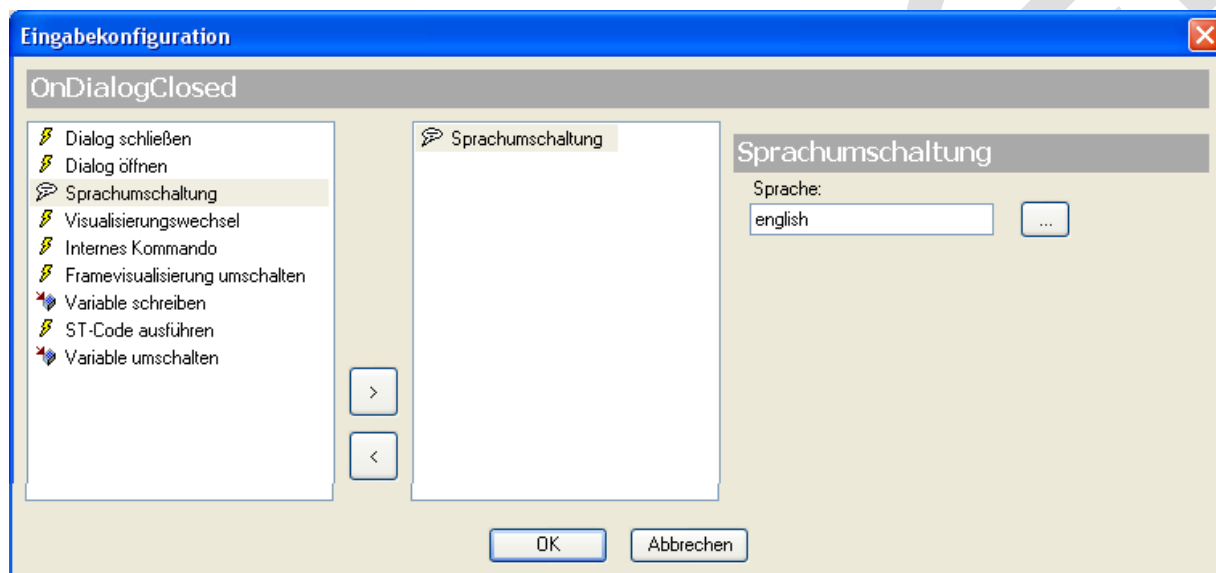 Eingabekonfiguration
OnDialogClosed
Dialog schließen
Dialog öffnen
Sprachumschaltung
Visualisierungswechsel
Internes Kommando
Framevisualisierung umschalten
Variable schreiben
ST-Code ausführen
Variable umschalten
>
<
Sprachumschaltung
Sprachumschaltung
Sprache:
english
...
OK
Abbrechen